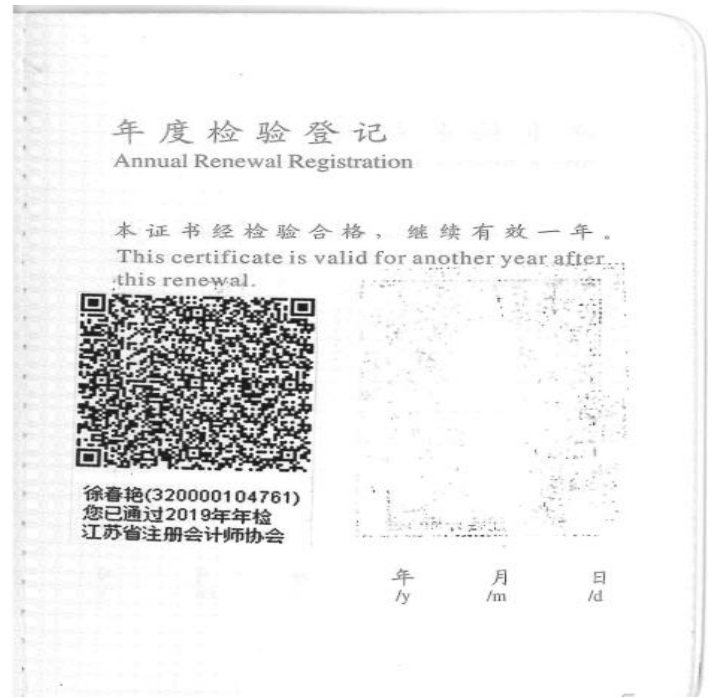 年度检验登记
Annual Renewal Registration
本证书经检验合格，继续有效一年。
This certificate is valid for another year after
this renewal.
徐春艳(320000104761)
您已通过2019年年检
江苏省注册会计师协会
年 月 日
/y /m /d